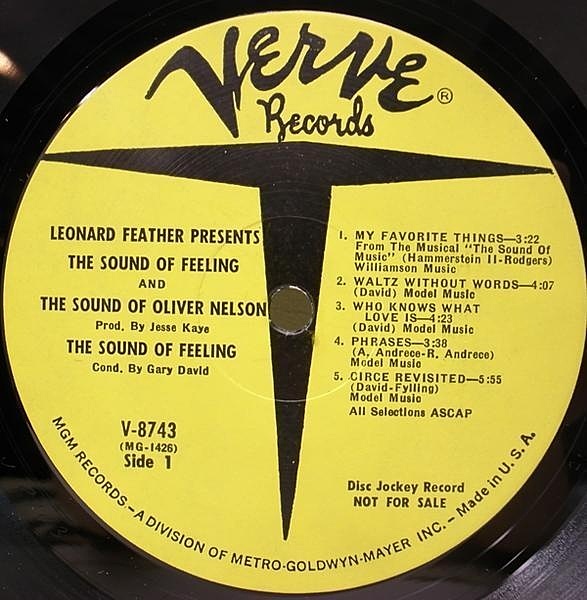 VERVE ®
Records
LEONARD FEATHER PRESENTS
THE SOUND OF FEELING
AND
THE SOUND OF OLIVER NELSON
Prod. By Jesse Kaye
THE SOUND OF FEELING
Cond. By Gary David
V-8743
(MG-1426)
Side 1
1. MY FAVORITE THINGS—3:22
From The Musical "The Sound Of
Music" (Hammerstein II-Rodgers)
Williamson Music
2. WALTZ WITHOUT WORDS—4:07
(David) Model Music
3. WHO KNOWS WHAT
LOVE IS—4:23
(David) Model Music
4. PHRASES—3:38
(A. Andrece-R. Andrece)
Model Music
5. CIRCE REVISITED—5:55
(David-Fylling)
Model Music
All Selections ASCAP
Disc Jockey Record
NOT FOR SALE
MGM RECORDS—A DIVISION OF METRO-GOLDWYN-MAYER INC.—Made in U. S. A.